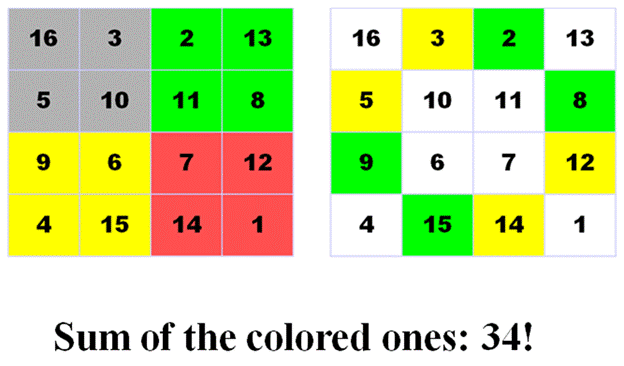 16 3 2 13 16 3 2 13
5 10 11 8 5 10 11 8
9 6 7 12 9 6 7 12
4 15 14 1 4 15 14 1
Sum of the colored ones: 34!